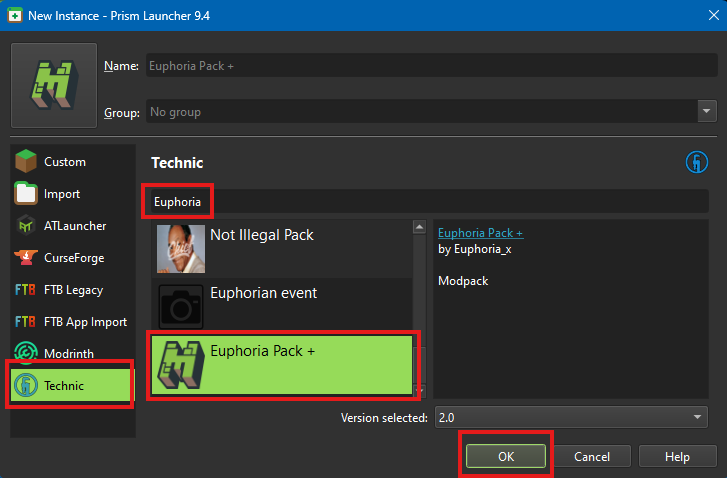 New Instance - Prism Launcher 9.4
Name:
Euphoria Pack +
Group:
No group
Custom
Import
ATLauncher
CurseForge
FTB Legacy
FTB App Import
Modrinth
Technic
Technic
Euphoria
Not Illegal Pack
Euphorian event
Euphoria Pack +
Euphoria Pack +
by Euphoria_x
Modpack
Version selected:
2.0
OK
Cancel
Help